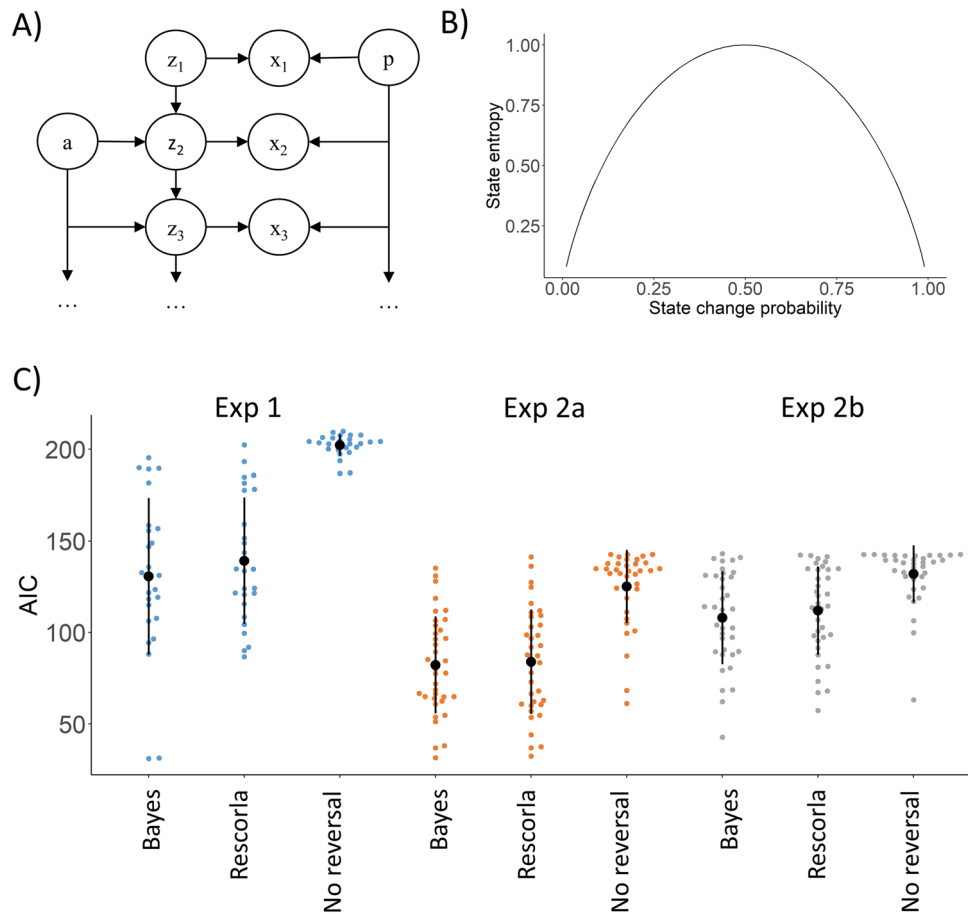 A)
z1 x1 p
a z2 x2
z3 x3
... ... ...
B)
State entropy
1.00
0.75
0.50
0.25
0.00 0.25 0.50 0.75 1.00
State change probability
C)
Exp 1 Exp 2a Exp 2b
AIC
200
150
100
50
Bayes Rescorla No reversal Bayes Rescorla No reversal Bayes Rescorla No reversal